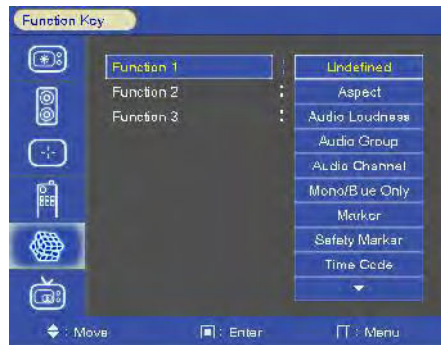 Function Key
Function 1 : Undefined
Function 2 : Aspect
Function 3 : Audio Loudness
Audio Group
Audio Channel
Mono/Blue Only
Marker
Safety Marker
Time Code
: Move : Enter : Menu